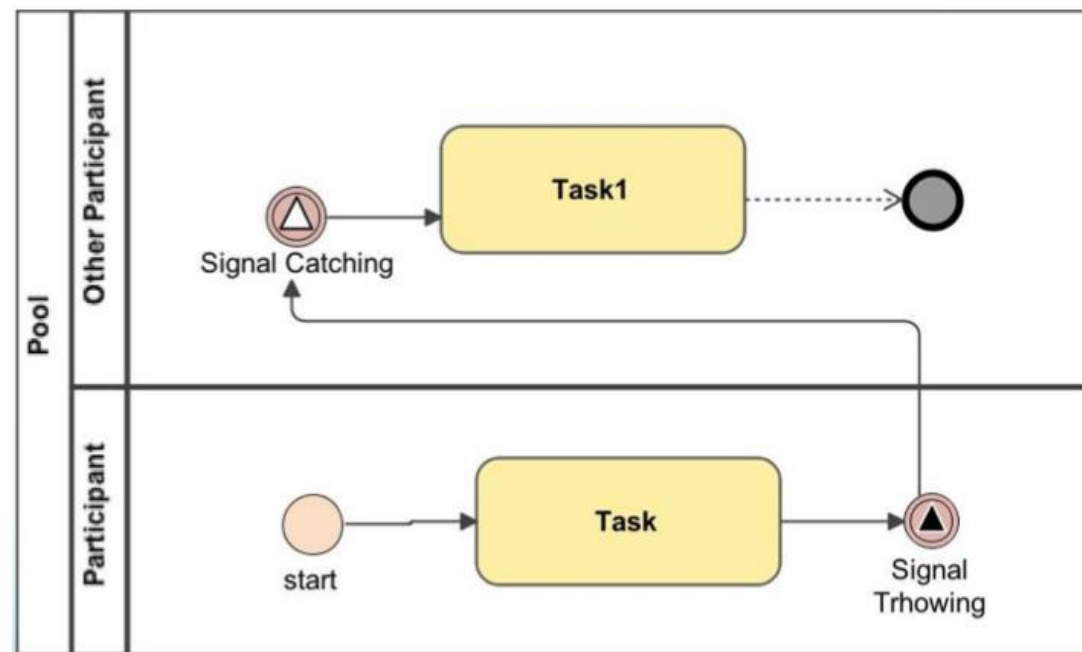 Pool
Other Participant
Task1
Signal Catching
Participant
start
Task
Signal
Trhowing